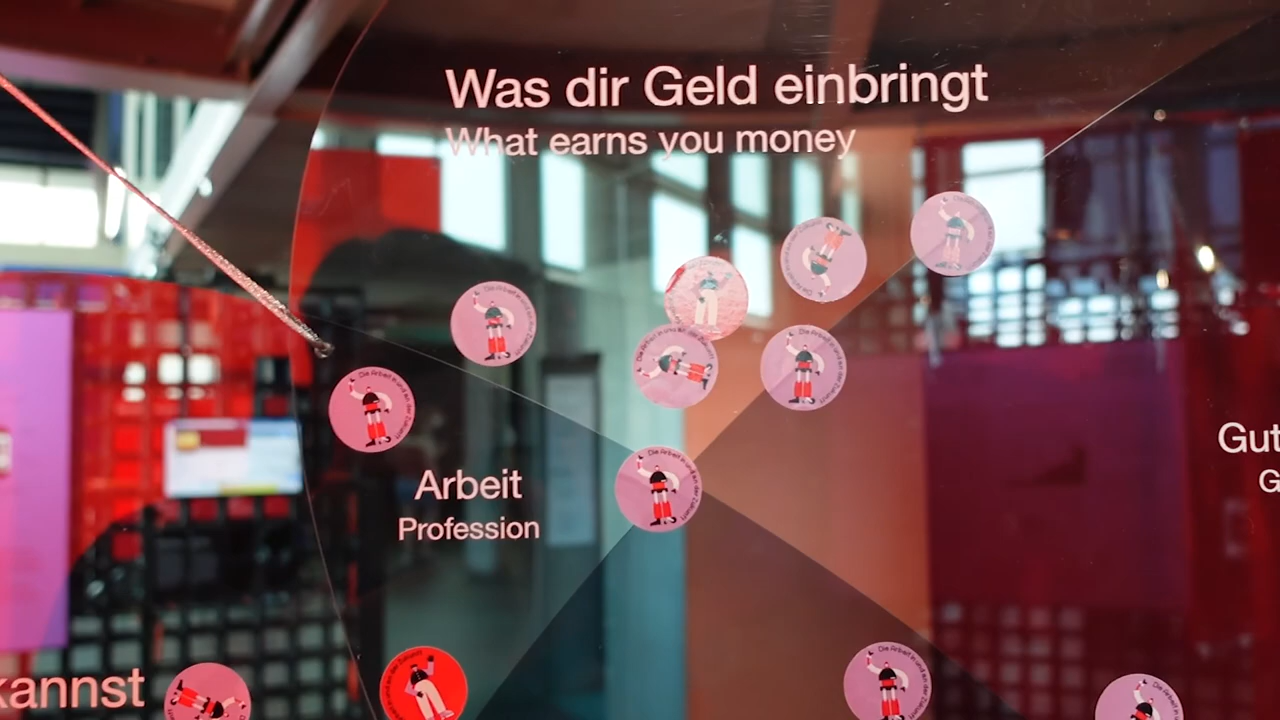 Was dir Geld einbringt
What earns you money
Arbeit
Profession
Gut
G
kannst